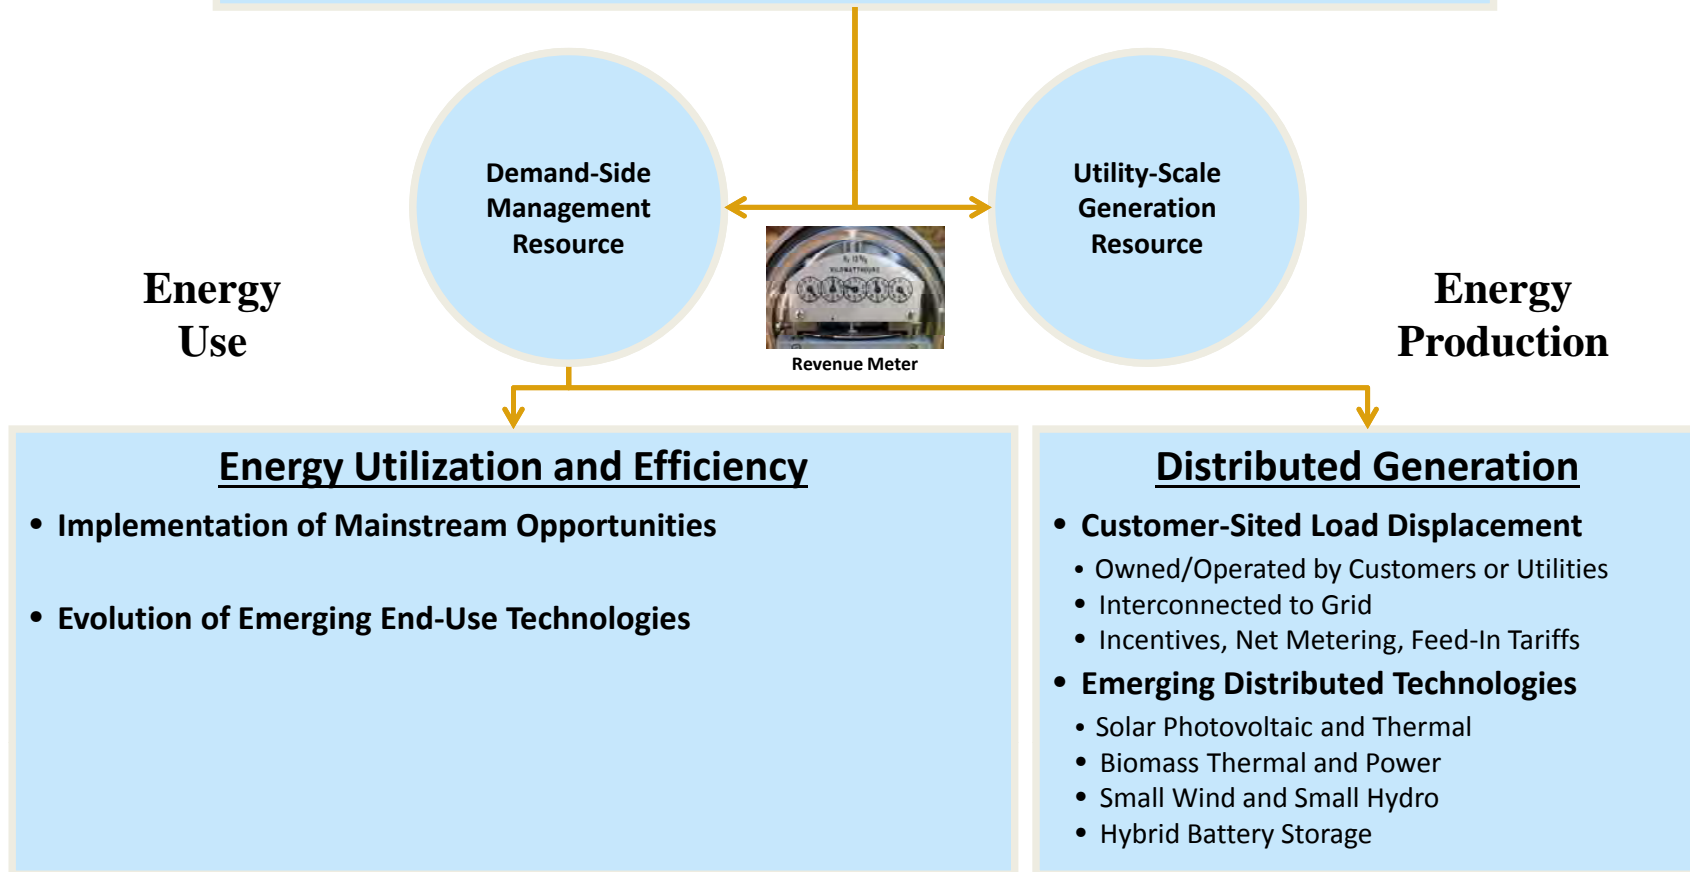 Demand-Side
Management
Resource
Utility-Scale
Generation
Resource
Energy
Use
KILOWATTHOURS
Revenue Meter
Energy
Production
Energy Utilization and Efficiency
• Implementation of Mainstream Opportunities
• Evolution of Emerging End-Use Technologies
Distributed Generation
• Customer-Sited Load Displacement
• Owned/Operated by Customers or Utilities
• Interconnected to Grid
• Incentives, Net Metering, Feed-In Tariffs
• Emerging Distributed Technologies
• Solar Photovoltaic and Thermal
• Biomass Thermal and Power
• Small Wind and Small Hydro
• Hybrid Battery Storage